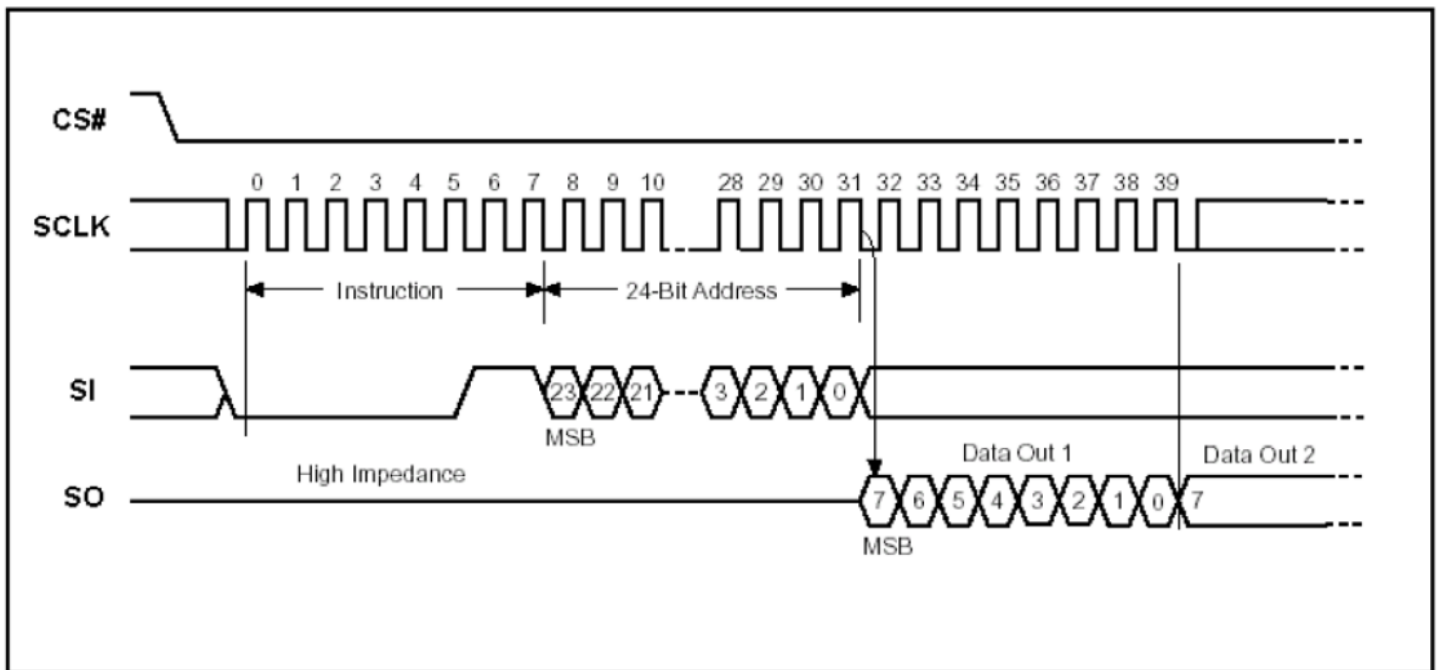 CS#
0 1 2 3 4 5 6 7 8 9 10 28 29 30 31 32 33 34 35 36 37 38 39
SCLK
Instruction 24-Bit Address
SI 23 22 21 3 2 1 0
MSB
High Impedance Data Out 1 Data Out 2
SO 7 6 5 4 3 2 1 0 7
MSB